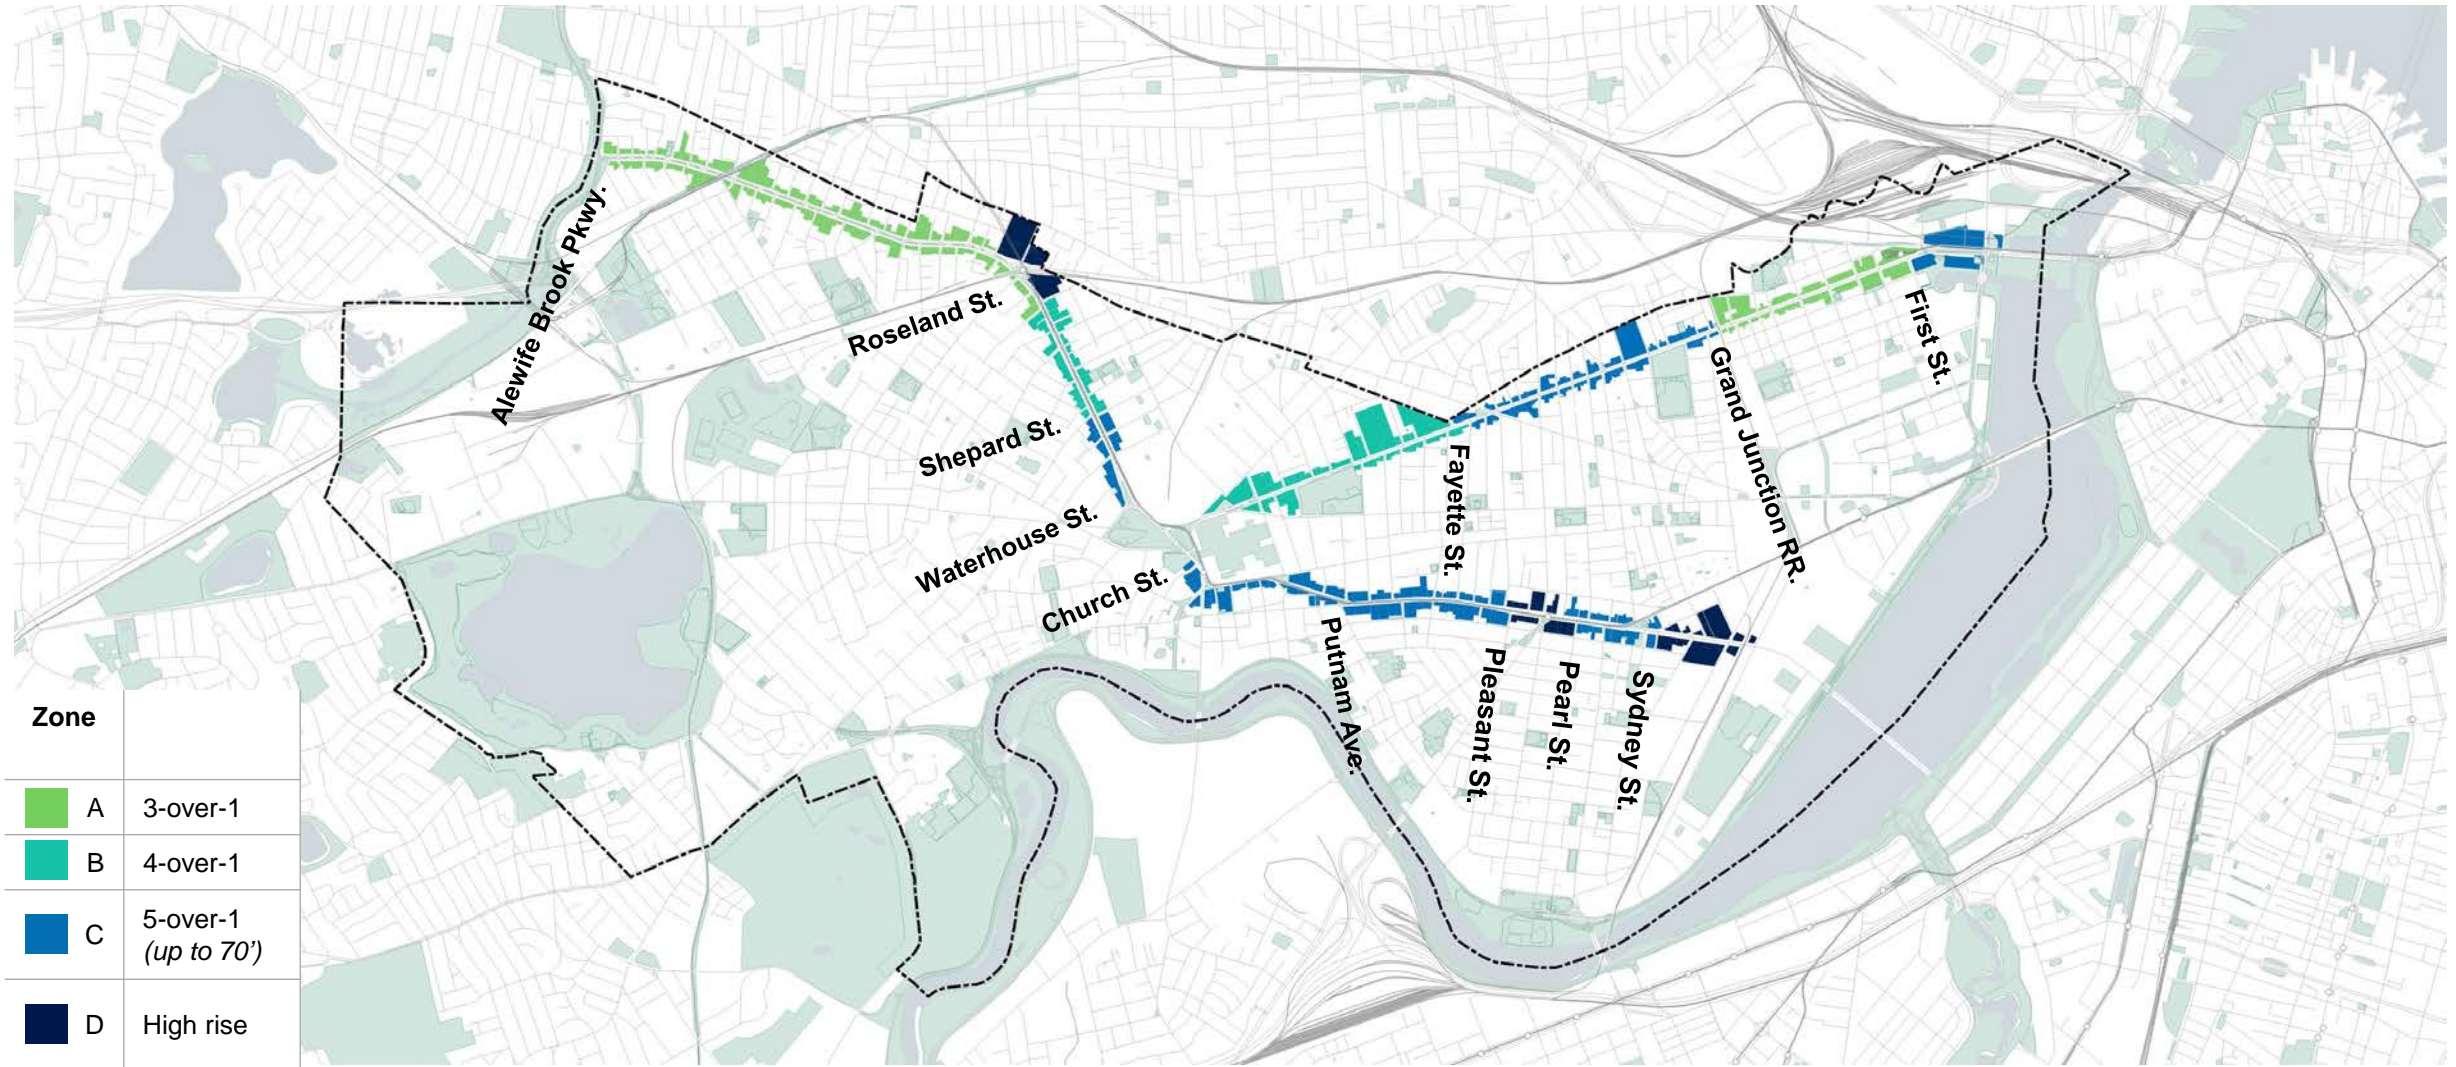 Alewife Brook Pkwy.
Roseland St.
Shepard St.
Waterhouse St.
Church St.
Putnam Ave.
Pleasant St.
Pearl St.
Sydney St.
Fayette St.
Grand Junction RR.
First St.
Zone
A 3-over-1
B 4-over-1
C 5-over-1
(up to 70’)
D High rise